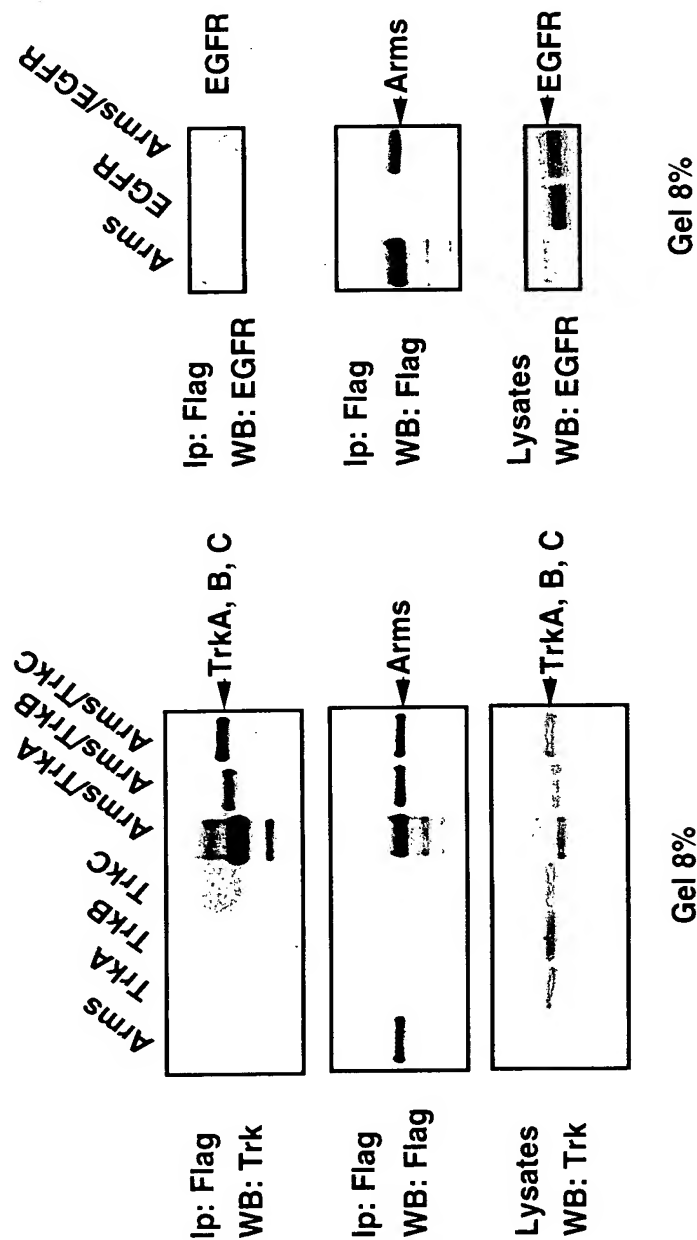 Arms
TrkA
TrkB
TrkC
Arms/TrkA
Arms/TrkB
Arms/TrkC
Ip: Flag
WB: Trk
TrkA, B, C
Ip: Flag
WB: Flag
Arms
Lysates
WB: Trk
TrkA, B, C
Gel 8%
Arms
EGFR
Arms/EGFR
Ip: Flag
WB: EGFR
EGFR
Ip: Flag
WB: Flag
Arms
Lysates
WB: EGFR
EGFR
Gel 8%